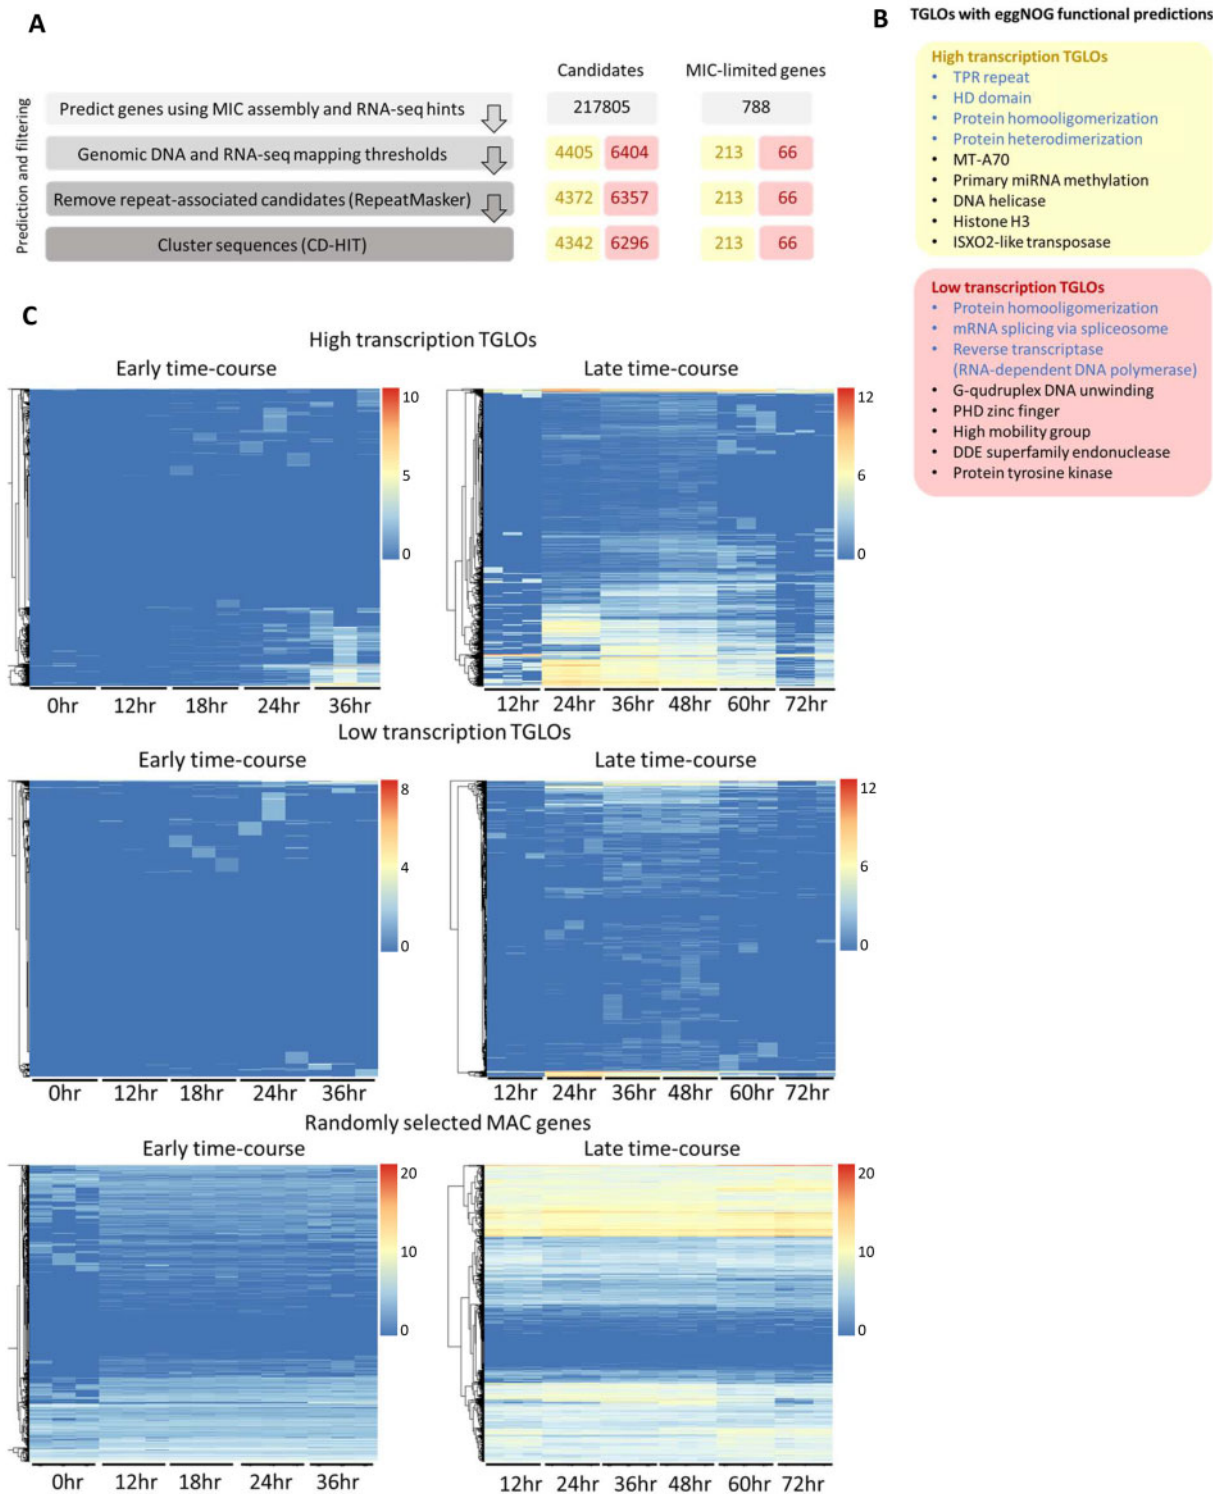 A
Candidates
MIC-limited genes
Prediction and filtering
Predict genes using MIC assembly and RNA-seq hints
217805
788
Genomic DNA and RNA-seq mapping thresholds
4405
6404
213
66
Remove repeat-associated candidates (RepeatMasker)
4372
6357
213
66
Cluster sequences (CD-HIT)
4342
6296
213
66
B
TGLOs with eggNOG functional predictions
High transcription TGLOs
• TPR repeat
• HD domain
• Protein homooligomerization
• Protein heterodimerization
• MT-A70
• Primary miRNA methylation
• DNA helicase
• Histone H3
• ISXO2-like transposase
Low transcription TGLOs
• Protein homooligomerization
• mRNA splicing via spliceosome
• Reverse transcriptase
(RNA-dependent DNA polymerase)
• G-qudruplex DNA unwinding
• PHD zinc finger
• High mobility group
• DDE superfamily endonuclease
• Protein tyrosine kinase
C
High transcription TGLOs
Early time-course
10
5
0
0hr 12hr 18hr 24hr 36hr
Late time-course
12
6
0
12hr 24hr 36hr 48hr 60hr 72hr
Low transcription TGLOs
Early time-course
8
4
0
0hr 12hr 18hr 24hr 36hr
Late time-course
12
6
0
12hr 24hr 36hr 48hr 60hr 72hr
Randomly selected MAC genes
Early time-course
20
10
0
0hr 12hr 18hr 24hr 36hr
Late time-course
20
10
0
12hr 24hr 36hr 48hr 60hr 72hr